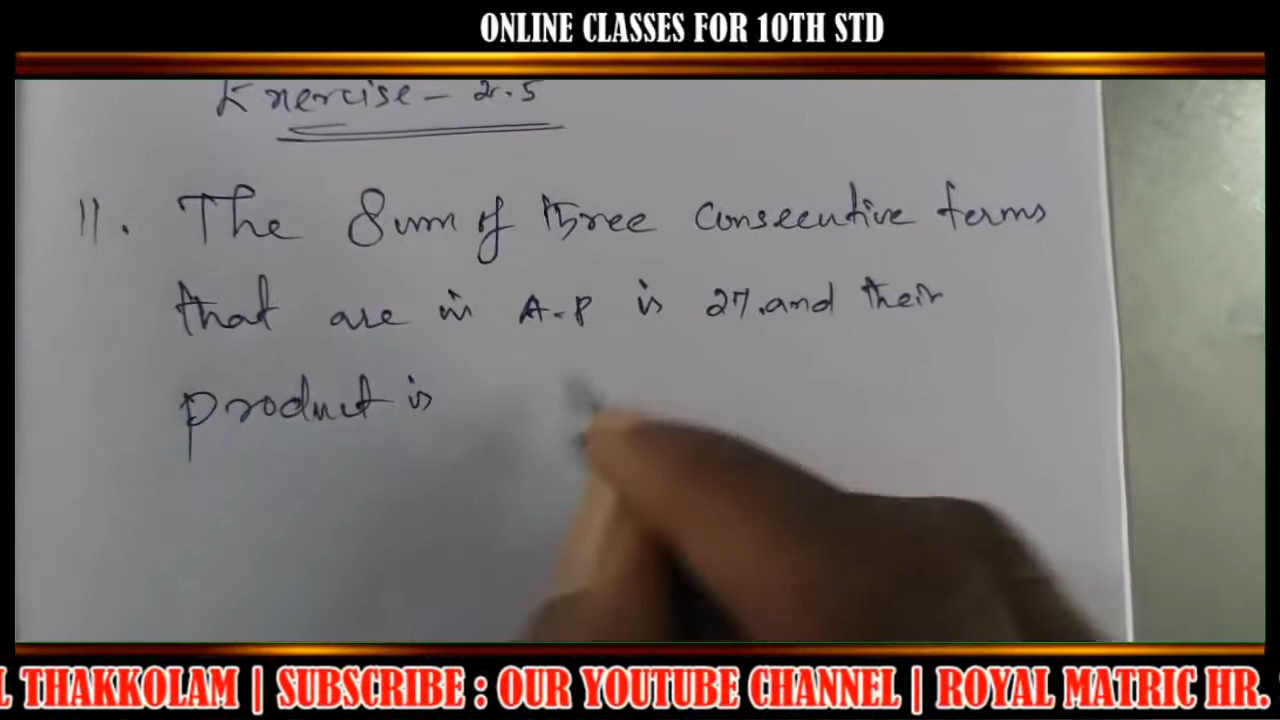 ONLINE CLASSES FOR 10TH STD
Exercise - 2.5
11. The Sum of three consecutive terms
that are in A.P is 27. and their
product is
L THAKKOLAM | SUBSCRIBE : OUR YOUTUBE CHANNEL | ROYAL MATRIC HR.